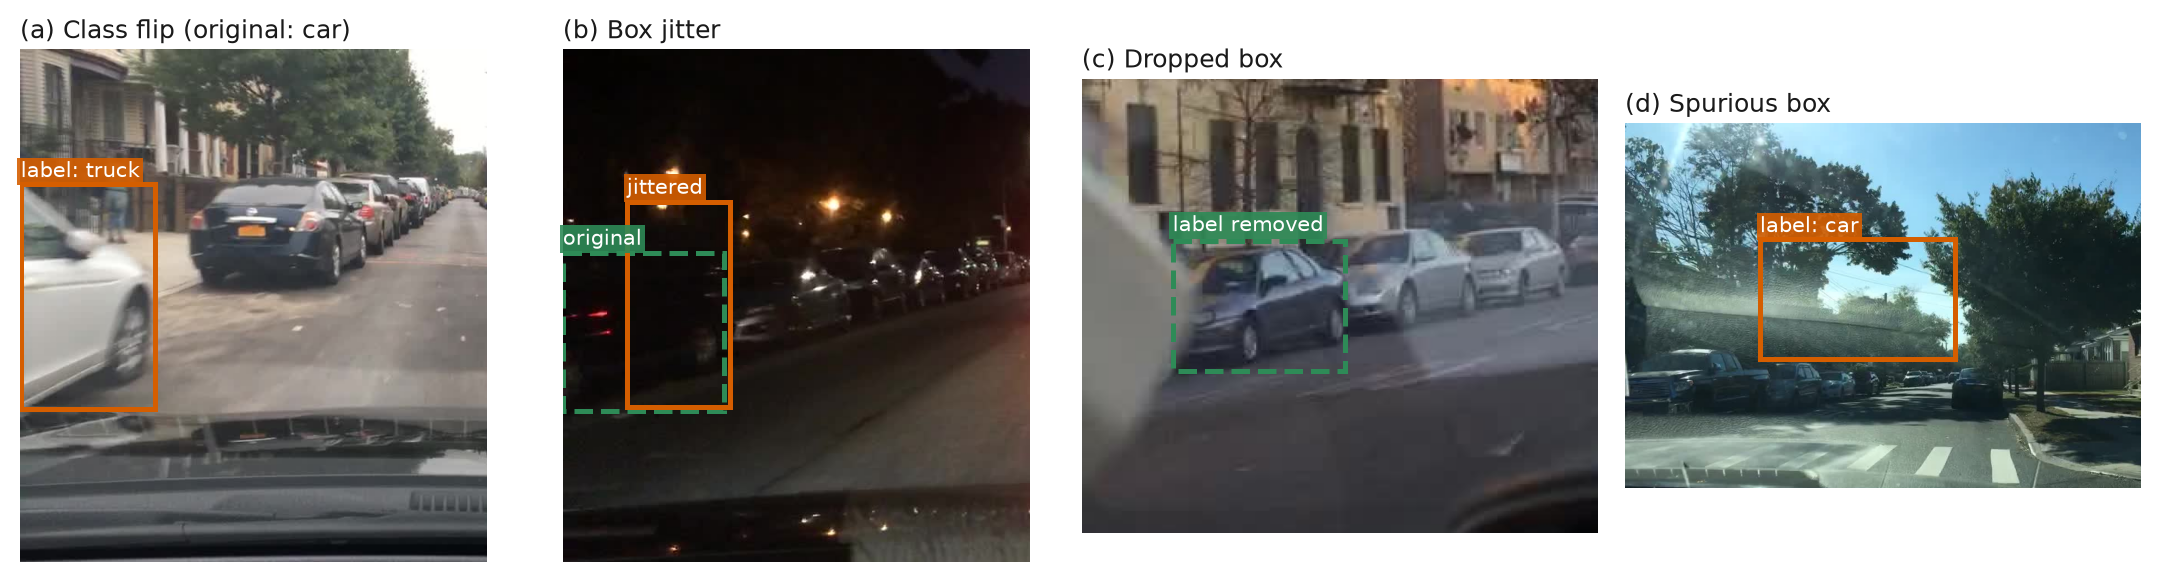 (a) Class flip (original: car)
label: truck
(b) Box jitter
jittered
original
(c) Dropped box
label removed
(d) Spurious box
label: car